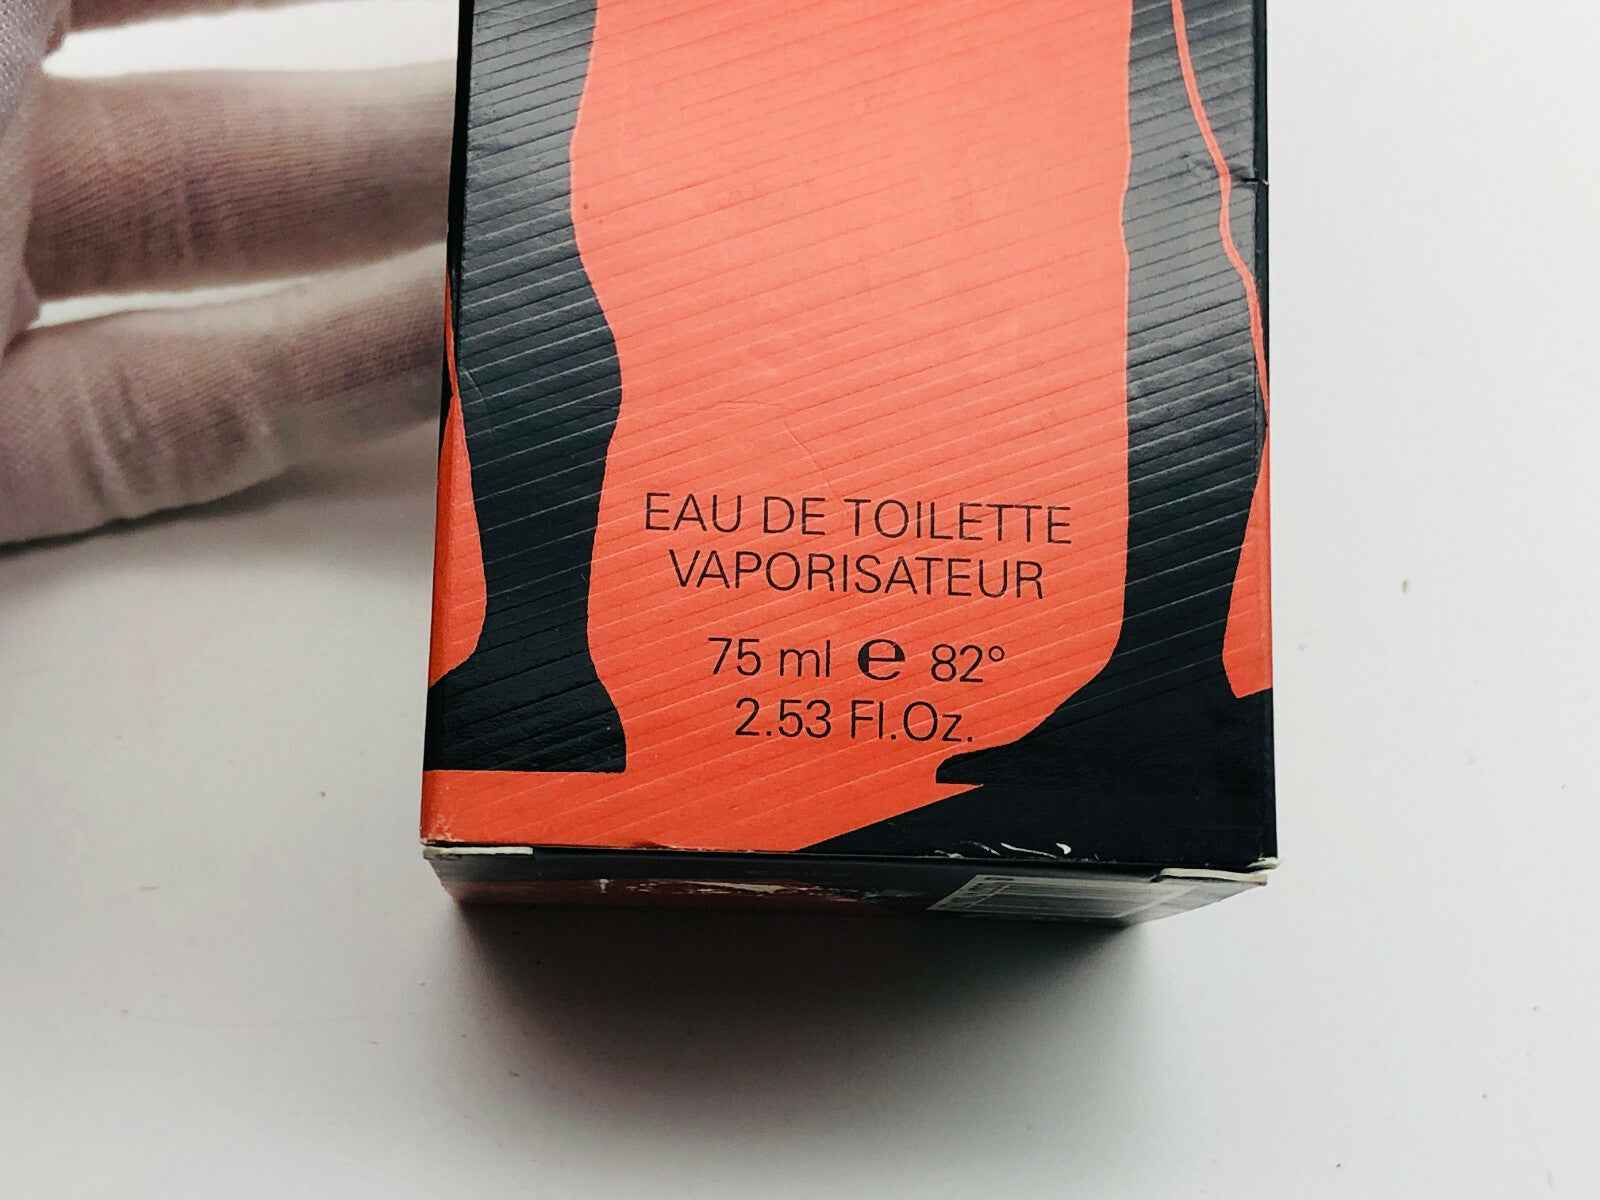 EAU DE TOILETTE
VAPORISATEUR
75 ml ℮ 82°
2.53 Fl.Oz.